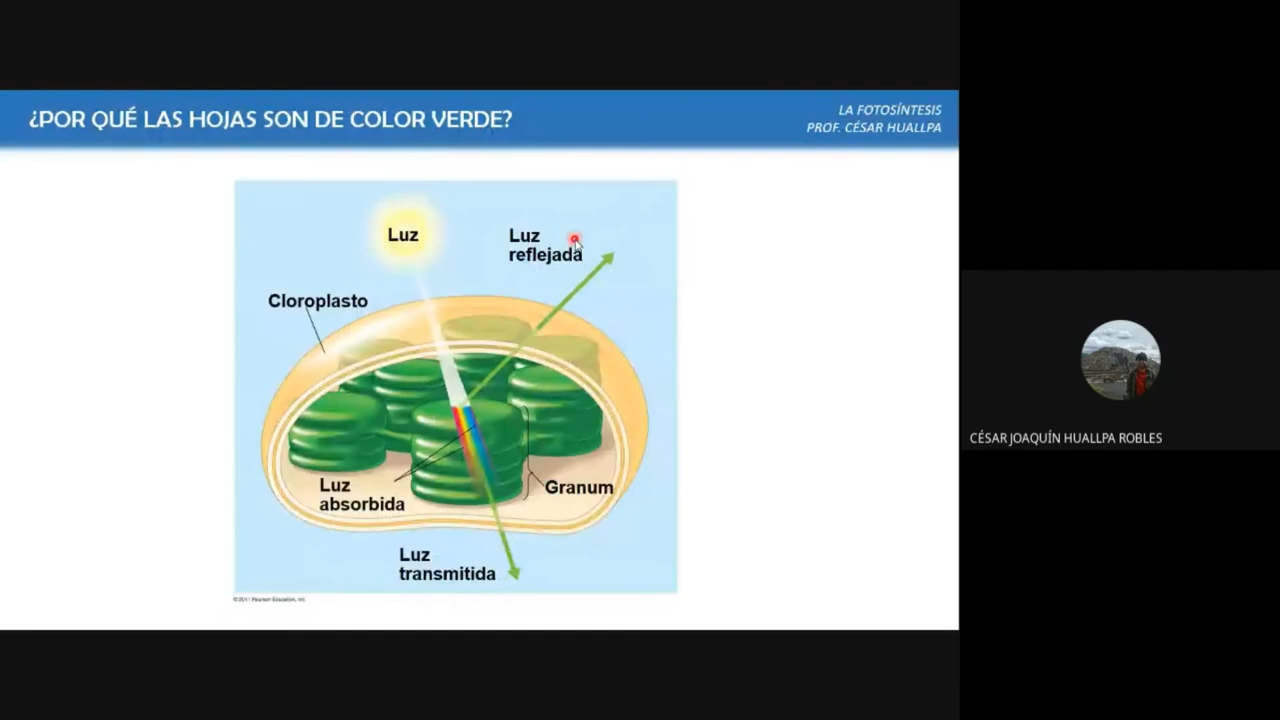 ¿POR QUÉ LAS HOJAS SON DE COLOR VERDE?
LA FOTOSÍNTESIS
PROF. CÉSAR HUALLPA
Luz
Luz
reflejada
Cloroplasto
Luz
absorbida
Granum
Luz
transmitida
©2011 Pearson Education, Inc.
CÉSAR JOAQUÍN HUALLPA ROBLES